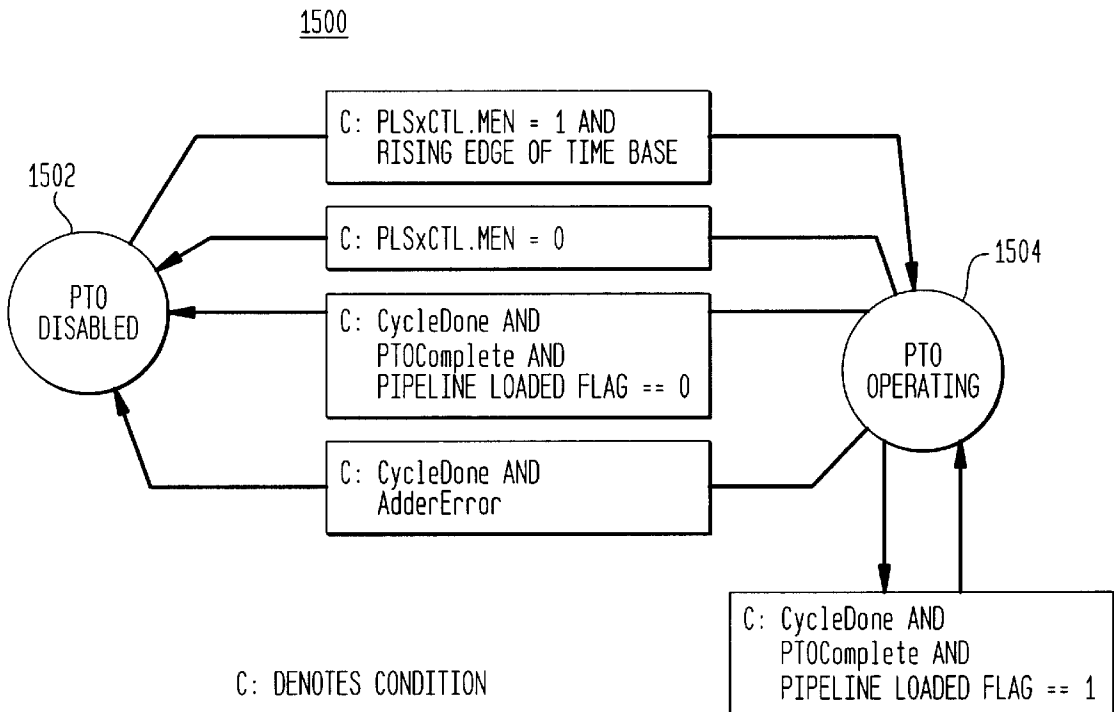 1500
C: PLSxCTL.MEN = 1 AND
RISING EDGE OF TIME BASE
1502
C: PLSxCTL.MEN = 0
1504
PTO
DISABLED
C: CycleDone AND
PTOComplete AND
PIPELINE LOADED FLAG == 0
PTO
OPERATING
C: CycleDone AND
AdderError
C: CycleDone AND
PTOComplete AND
PIPELINE LOADED FLAG == 1
C: DENOTES CONDITION